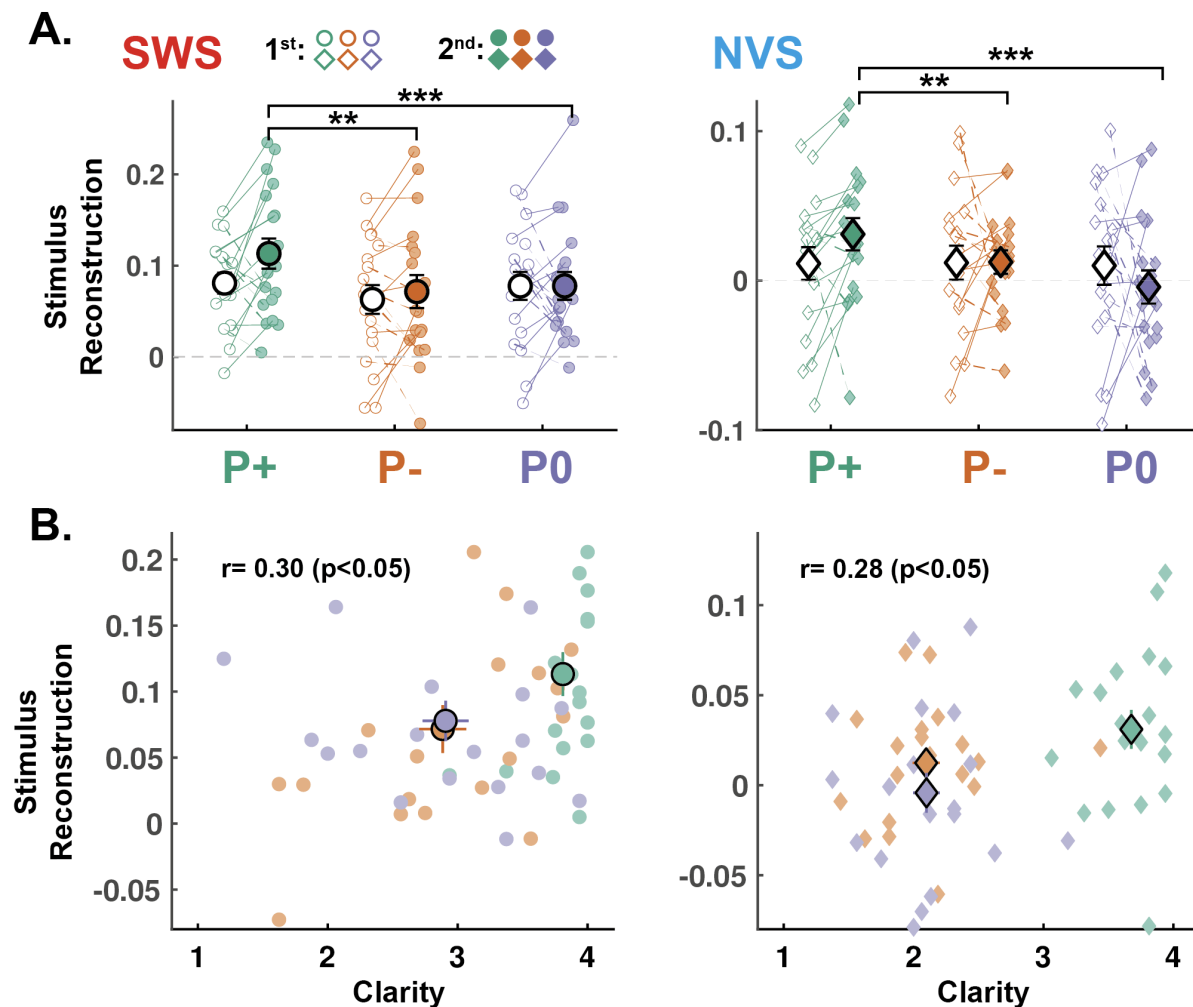 A.
SWS
1st:
2nd:
NVS
***
**
***
**
Stimulus
Reconstruction
0.2
0.1
0
0.1
0
-0.1
P+
P-
P0
P+
P-
P0
B.
r= 0.30 (p<0.05)
r= 0.28 (p<0.05)
Stimulus
Reconstruction
0.2
0.15
0.1
0.05
0
-0.05
0.1
0.05
0
-0.05
1
2
3
4
1
2
3
4
Clarity
Clarity